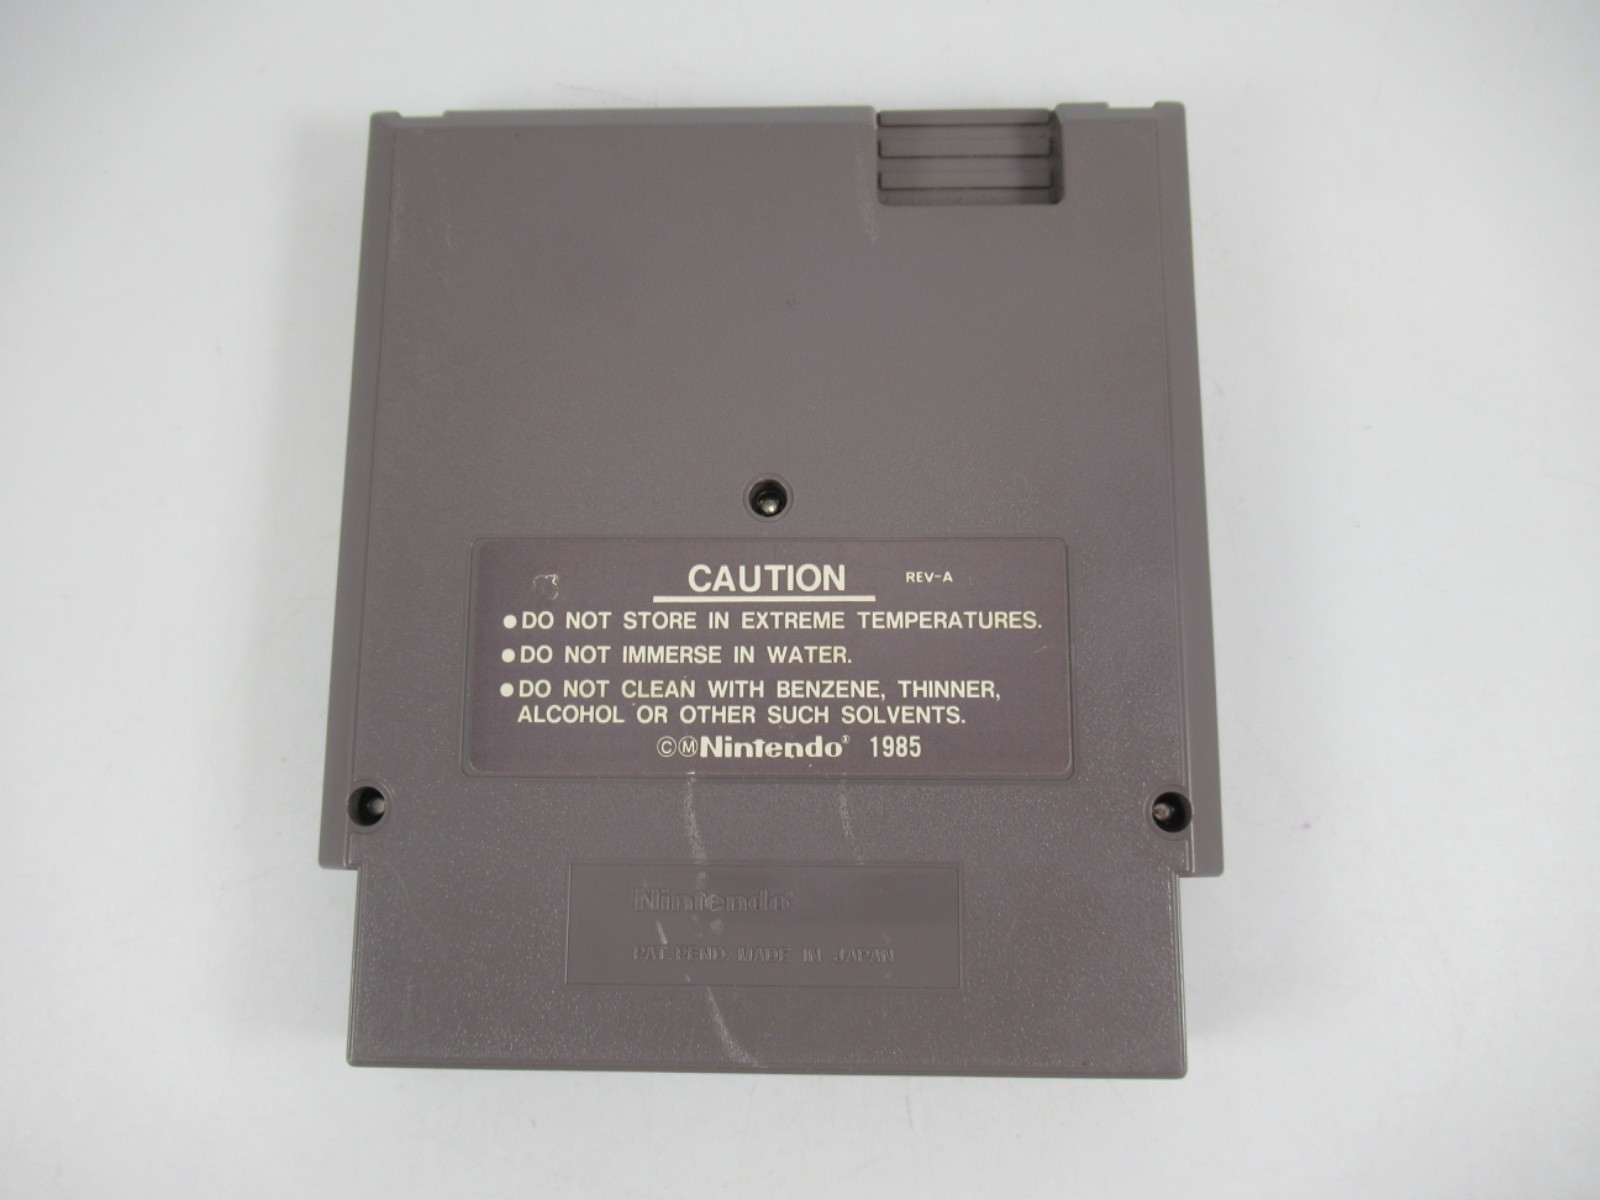 CAUTION REV-A
●DO NOT STORE IN EXTREME TEMPERATURES.
●DO NOT IMMERSE IN WATER.
●DO NOT CLEAN WITH BENZENE, THINNER,
ALCOHOL OR OTHER SUCH SOLVENTS.
ⒸⓂNintendo® 1985
Nintendo®
PAT. PEND. MADE IN JAPAN